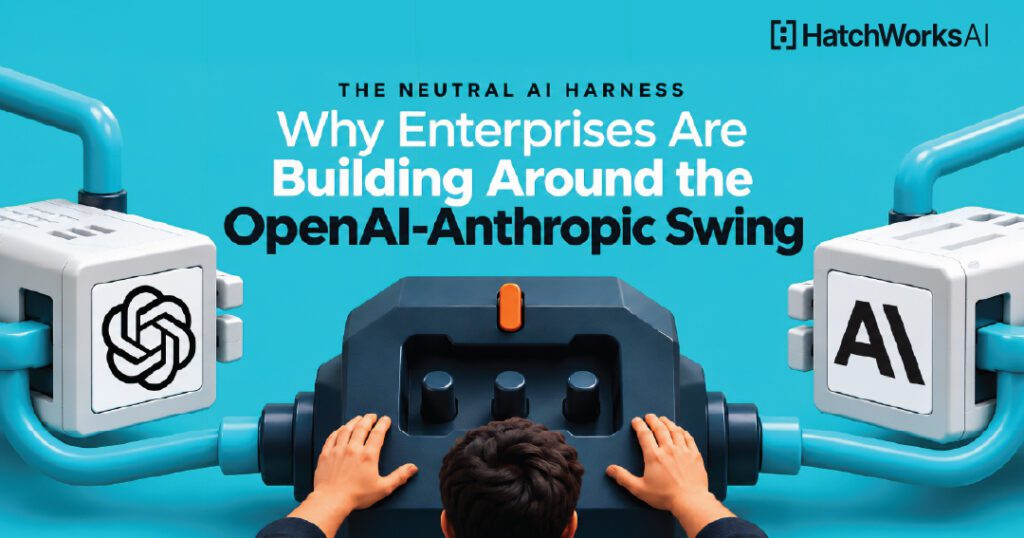 HatchWorksAI
THE NEUTRAL AI HARNESS
Why Enterprises Are
Building Around the
OpenAI-Anthropic Swing
AI